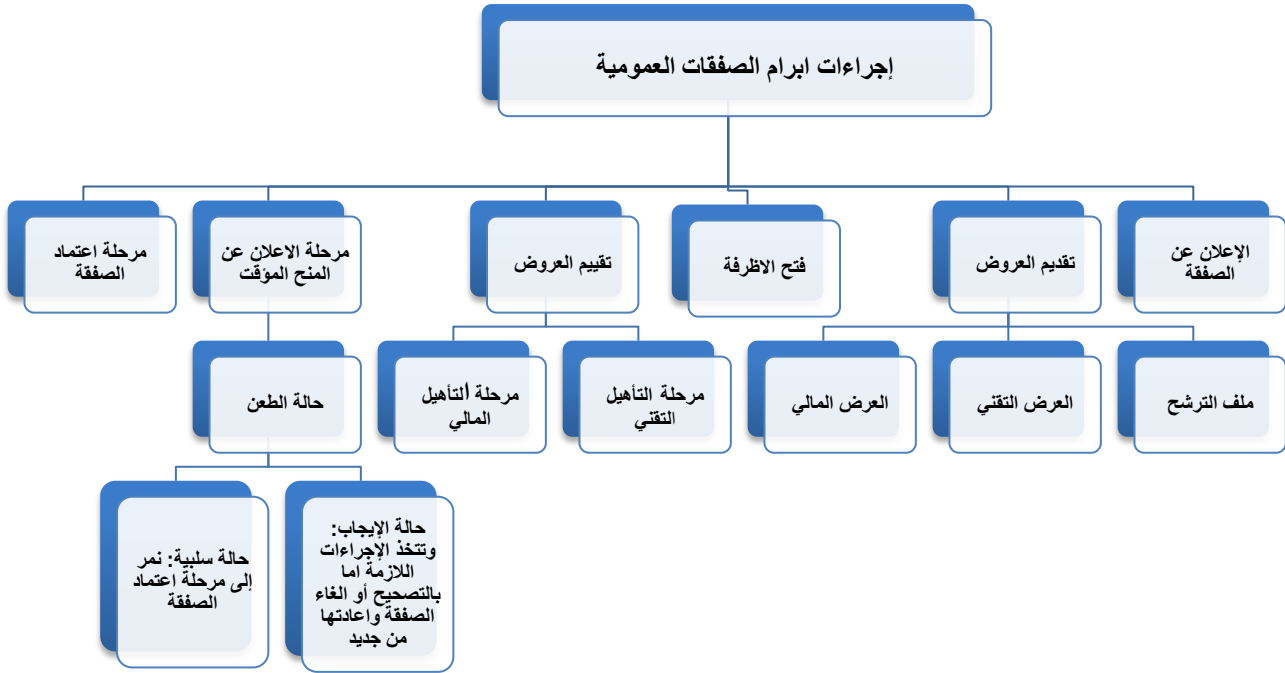 إجراءات ابرام الصفقات العمومية
الإعلان عن
الصفقة
تقديم العروض
فتح الاظرفة
تقييم العروض
مرحلة الاعلان عن
المنح المؤقت
مرحلة اعتماد
الصفقة
ملف الترشح
العرض التقني
العرض المالي
مرحلة التأهيل
التقني
مرحلة التأهيل
المالي
حالة الطعن
حالة الإيجاب:
وتتخذ الإجراءات
اللازمة اما
بالتصحيح أو الغاء
الصفقة واعادتها
من جديد
حالة سلبية: نمر
إلى مرحلة اعتماد
الصفقة